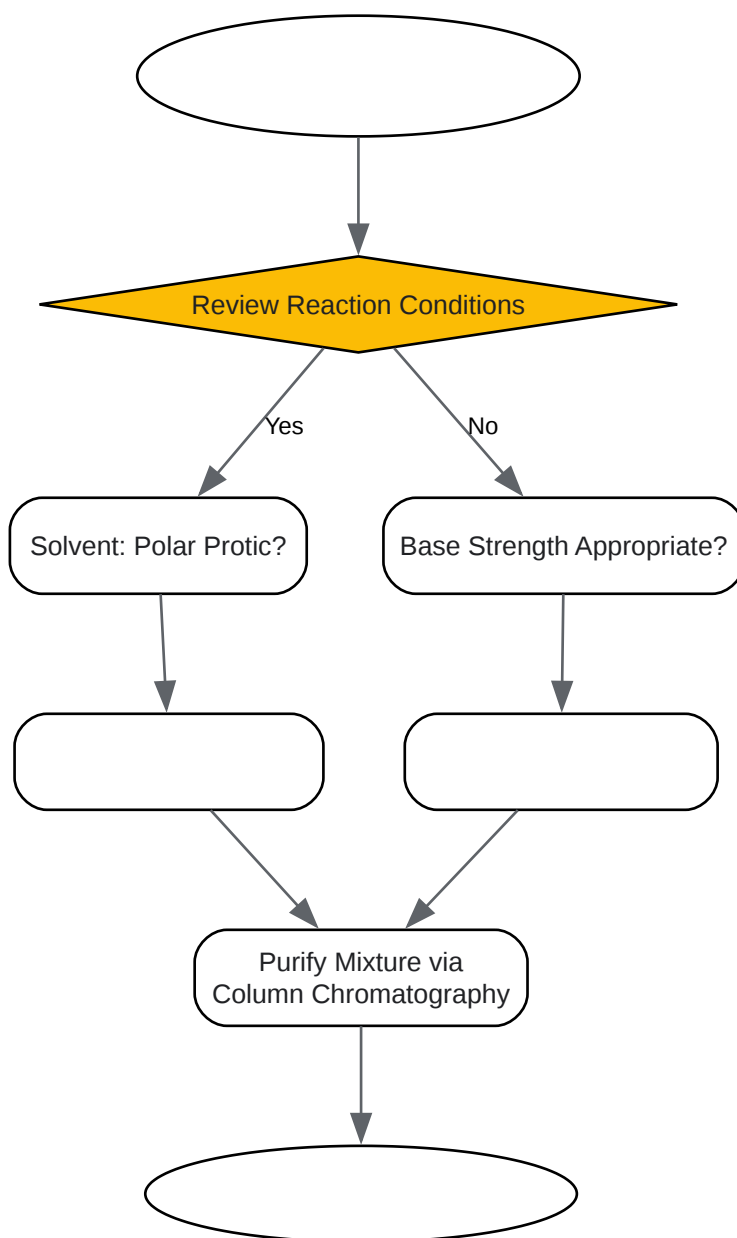 Review Reaction Conditions
Yes
No
Solvent: Polar Protic?
Base Strength Appropriate?
Purify Mixture via
Column Chromatography